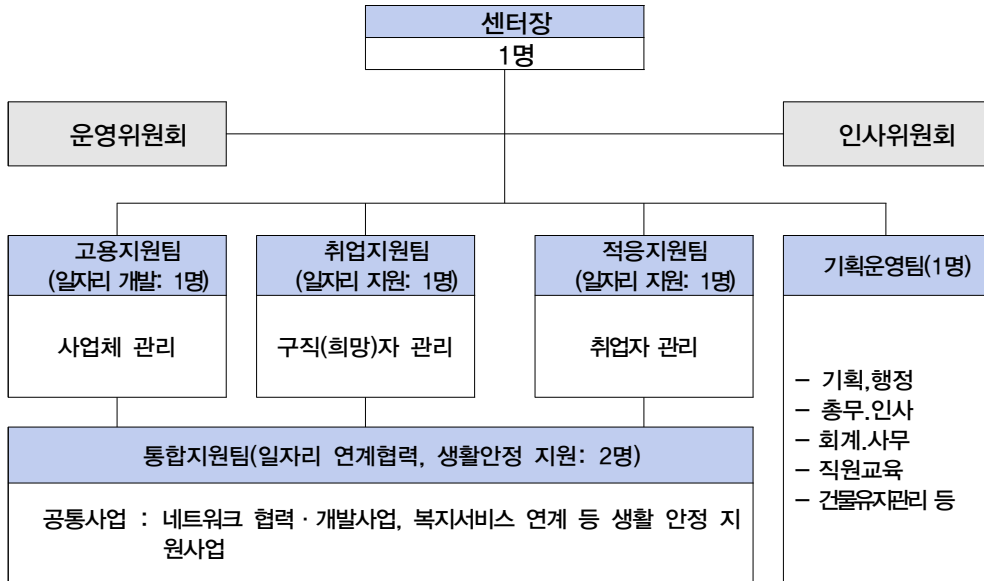 센터장
1명
운영위원회
인사위원회
고용지원팀
(일자리 개발: 1명)
사업체 관리
취업지원팀
(일자리 지원: 1명)
구직(희망)자 관리
적응지원팀
(일자리 지원: 1명)
취업자 관리
기획운영팀(1명)
– 기획,행정
– 총무.인사
– 회계.사무
– 직원교육
– 건물유지관리 등
통합지원팀(일자리 연계협력, 생활안정 지원: 2명)
공통사업 : 네트워크 협력·개발사업, 복지서비스 연계 등 생활 안정 지
원사업